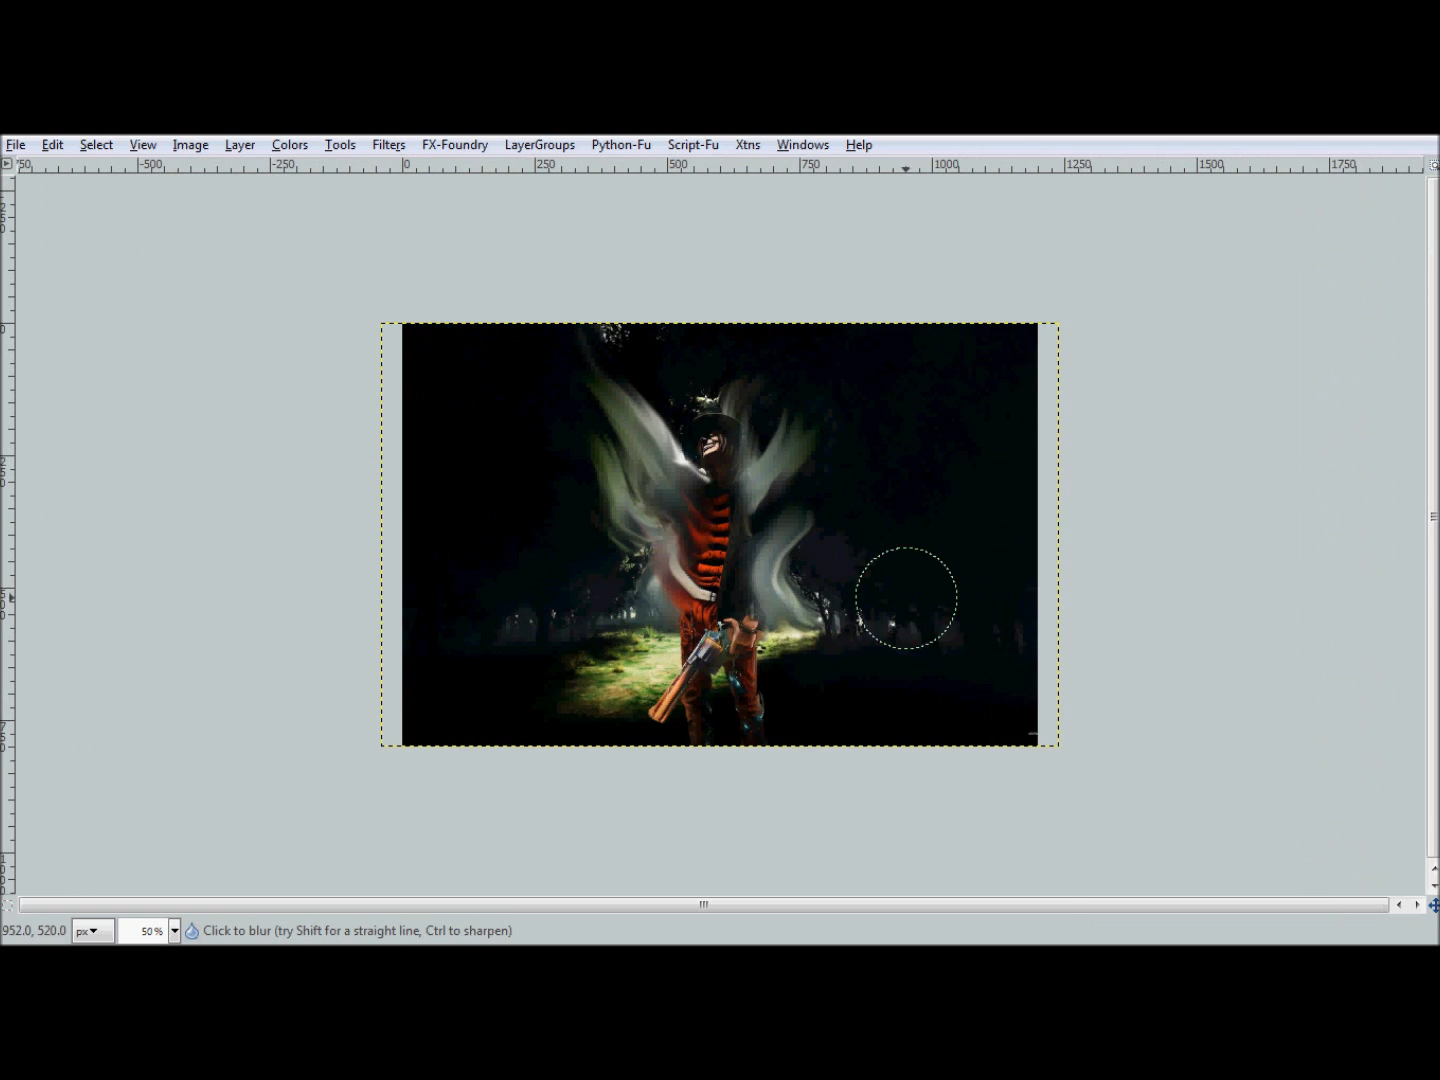 File Edit Select View Image Layer Colors Tools Filters FX-Foundry LayerGroups Python-Fu Script-Fu Xtns Windows Help
-500 -250 0 250 500 750 1000 1250 1500 1750
952.0, 520.0 px 50 % Click to blur (try Shift for a straight line, Ctrl to sharpen)